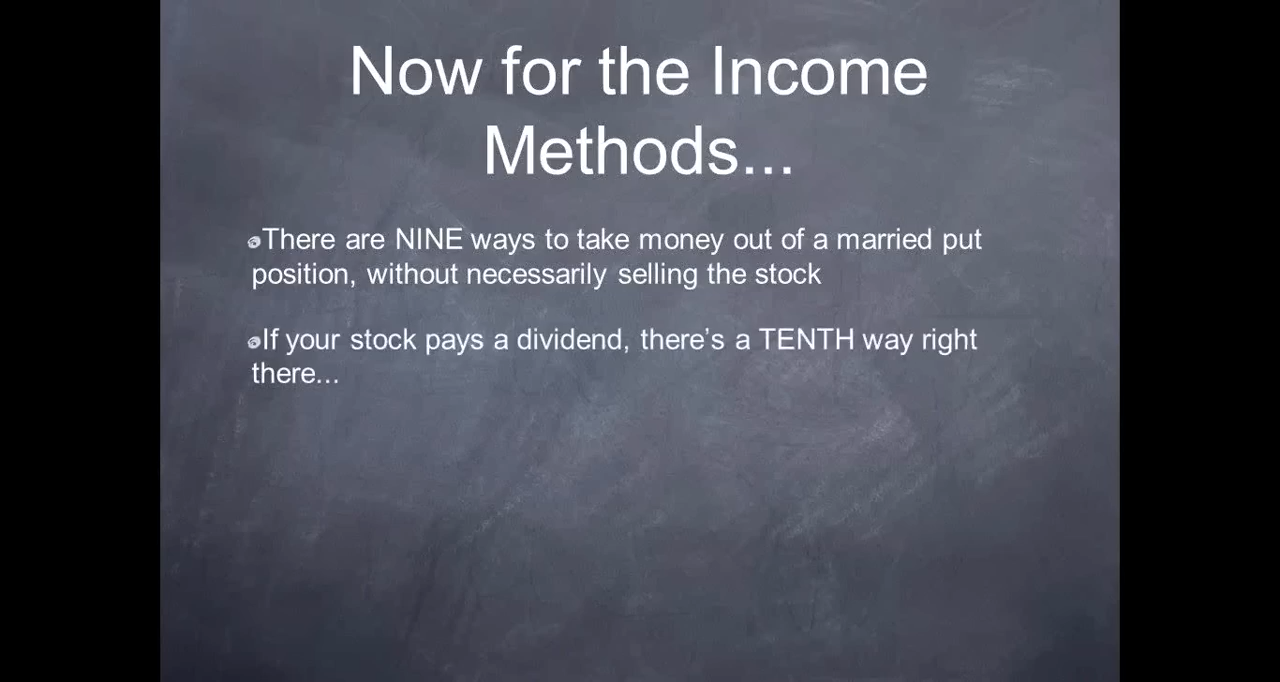 Now for the Income
Methods...
There are NINE ways to take money out of a married put
position, without necessarily selling the stock
If your stock pays a dividend, there’s a TENTH way right
there...